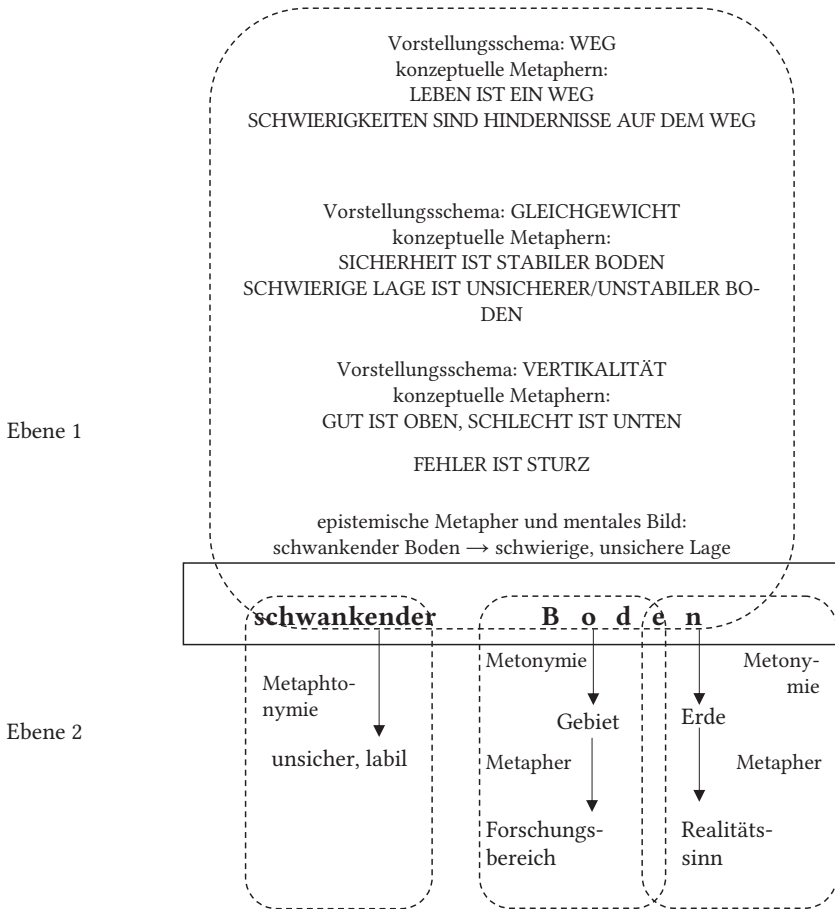 Vorstellungsschema: WEG
konzeptuelle Metaphern:
LEBEN IST EIN WEG
SCHWIERIGKEITEN SIND HINDERNISSE AUF DEM WEG
Vorstellungsschema: GLEICHGEWICHT
konzeptuelle Metaphern:
SICHERHEIT IST STABILER BODEN
SCHWIERIGE LAGE IST UNSICHERER/UNSTABILER BO-
DEN
Vorstellungsschema: VERTIKALITÄT
konzeptuelle Metaphern:
GUT IST OBEN, SCHLECHT IST UNTEN
Ebene 1
FEHLER IST STURZ
epistemische Metapher und mentales Bild:
schwankender Boden → schwierige, unsichere Lage
schwankender B o d e n
Metaphto-
nymie
unsicher, labil
Metonymie
Gebiet
Metapher
Forschungs-
bereich
Metony-
mie
Erde
Metapher
Realitäts-
sinn
Ebene 2